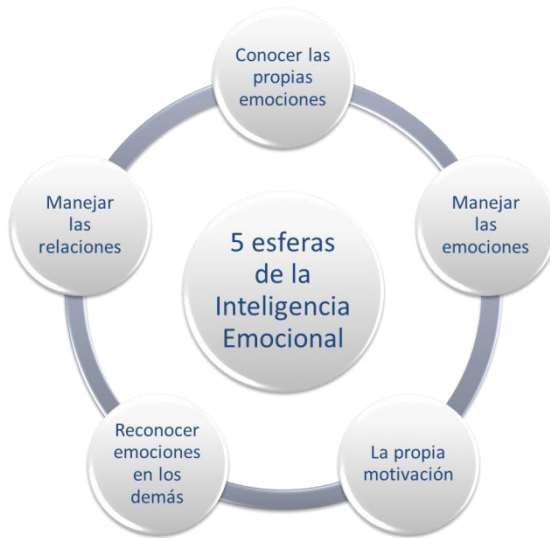 Conocer las
propias
emociones
Manejar
las
emociones
La propia
motivación
Reconocer
emociones
en los
demás
Manejar
las
relaciones
5 esferas
de la
Inteligencia
Emocional